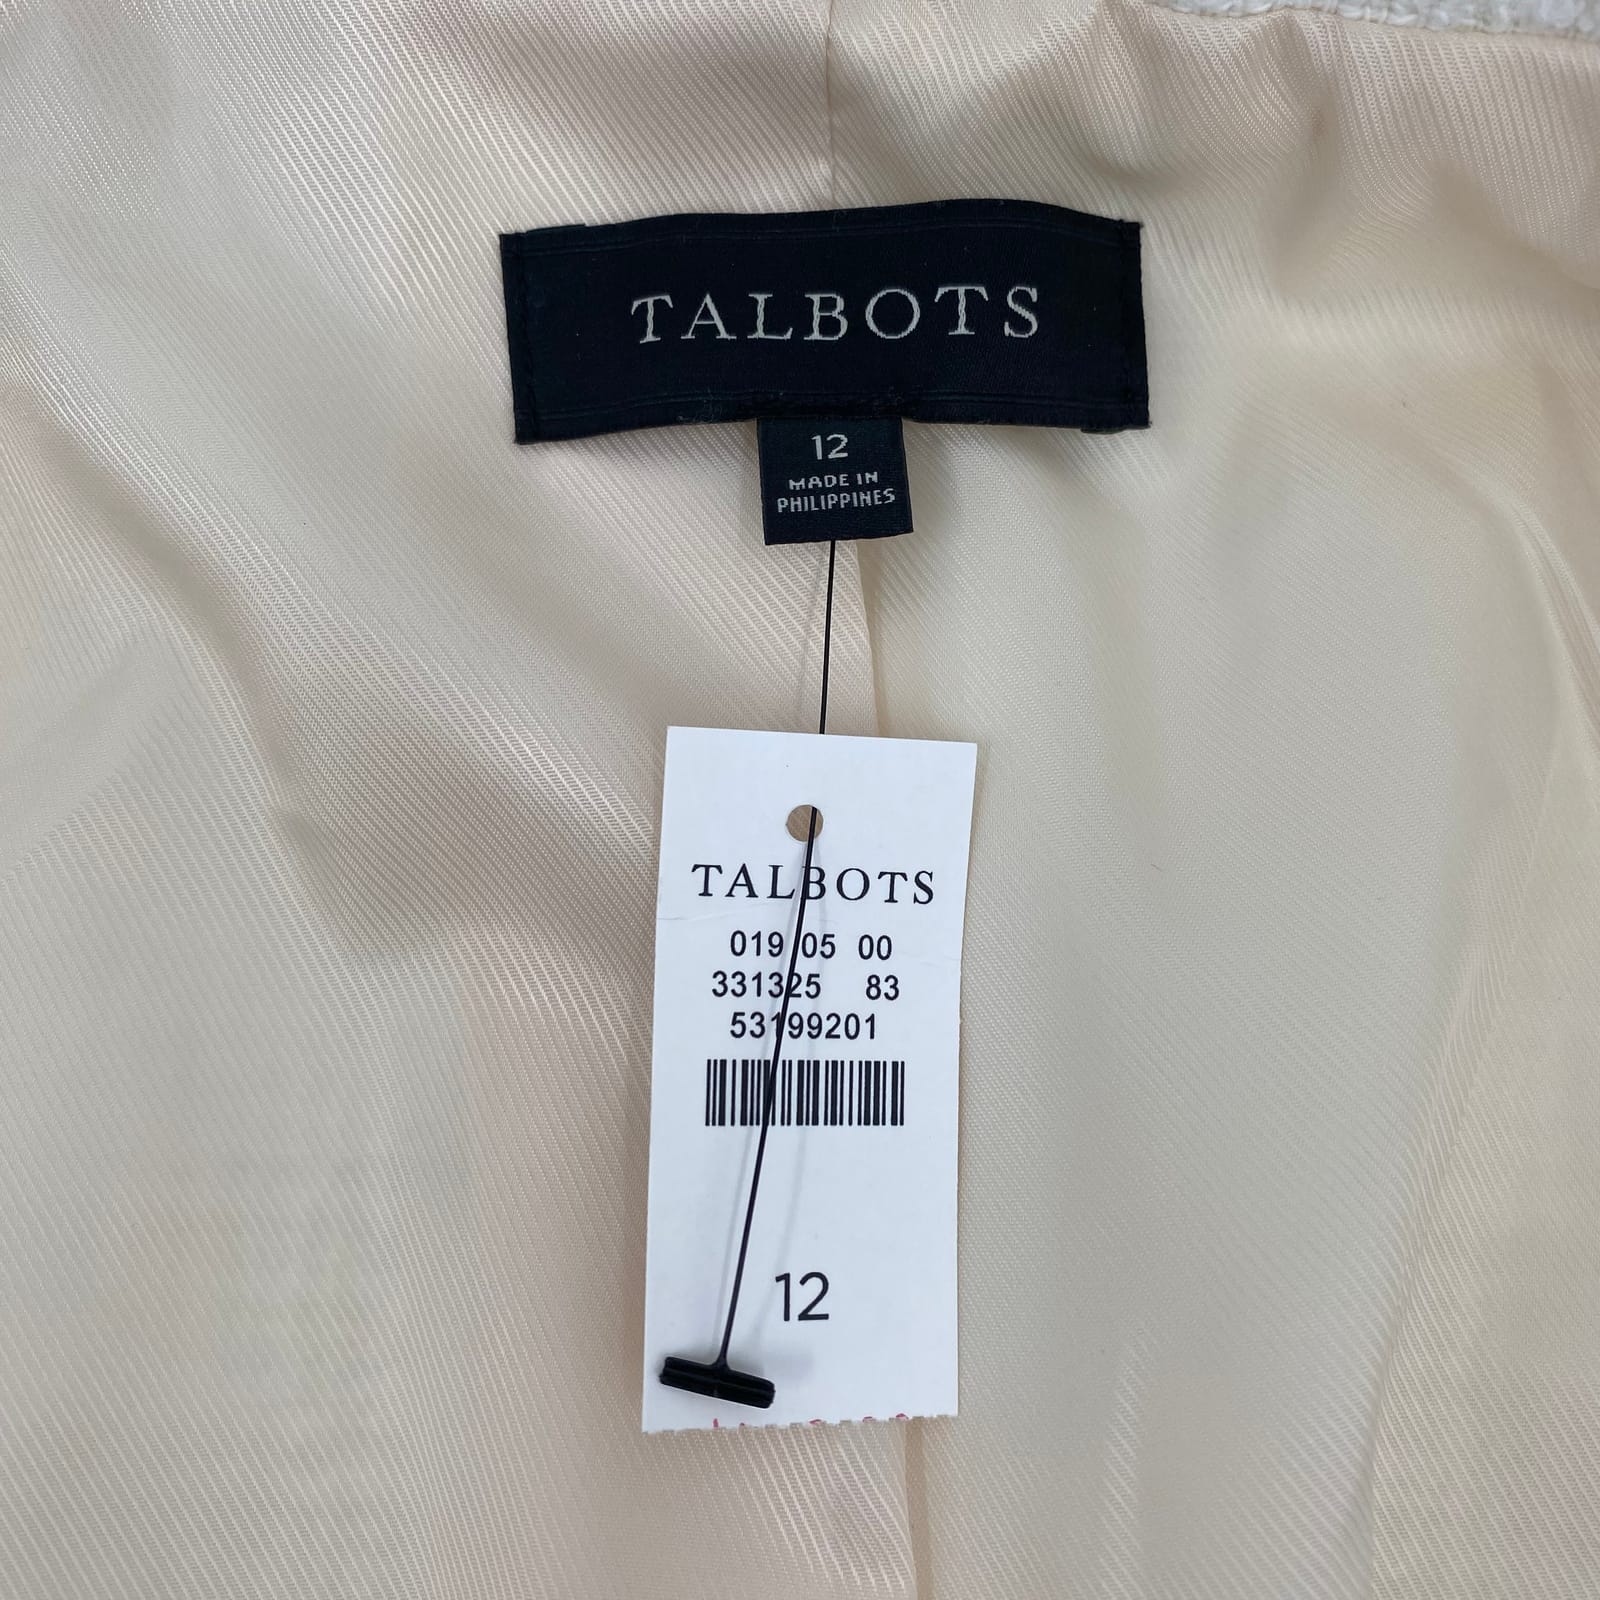 TALBOTS
12
MADE IN
PHILIPPINES
TALBOTS
019 05 00
331325 83
53199201
12